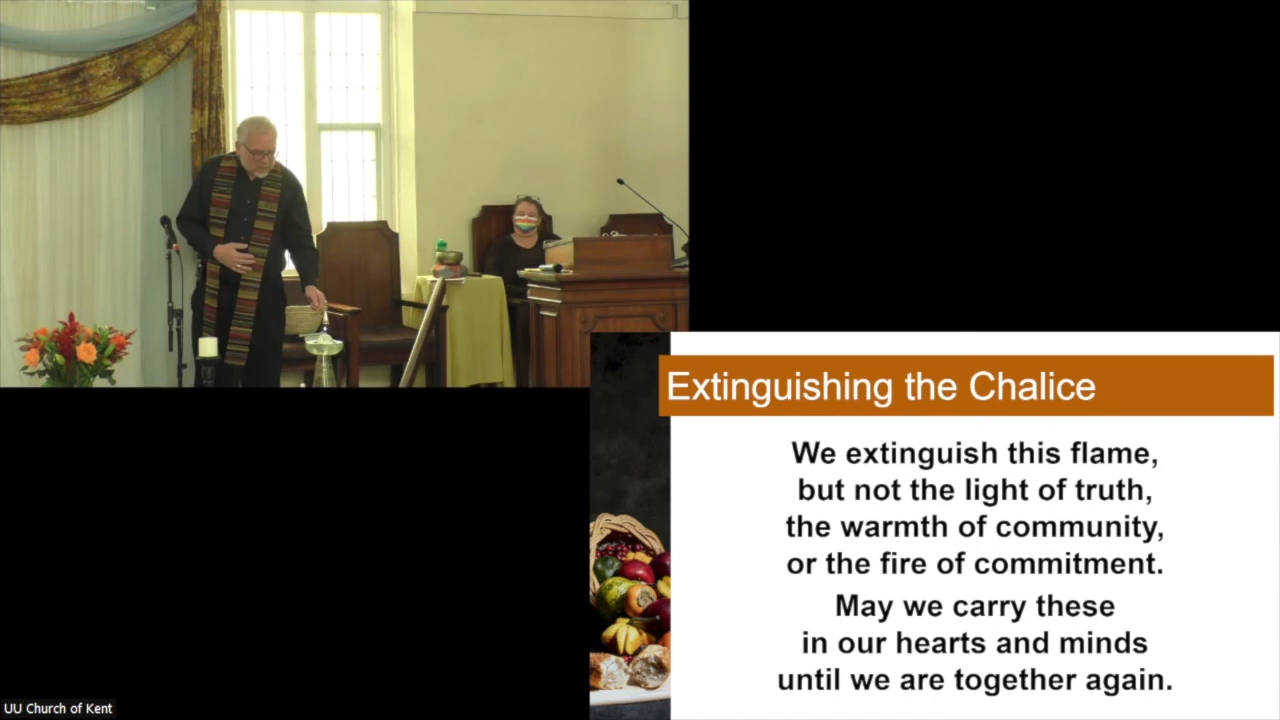 Extinguishing the Chalice
We extinguish this flame,
but not the light of truth,
the warmth of community,
or the fire of commitment.
May we carry these
in our hearts and minds
until we are together again.
UU Church of Kent